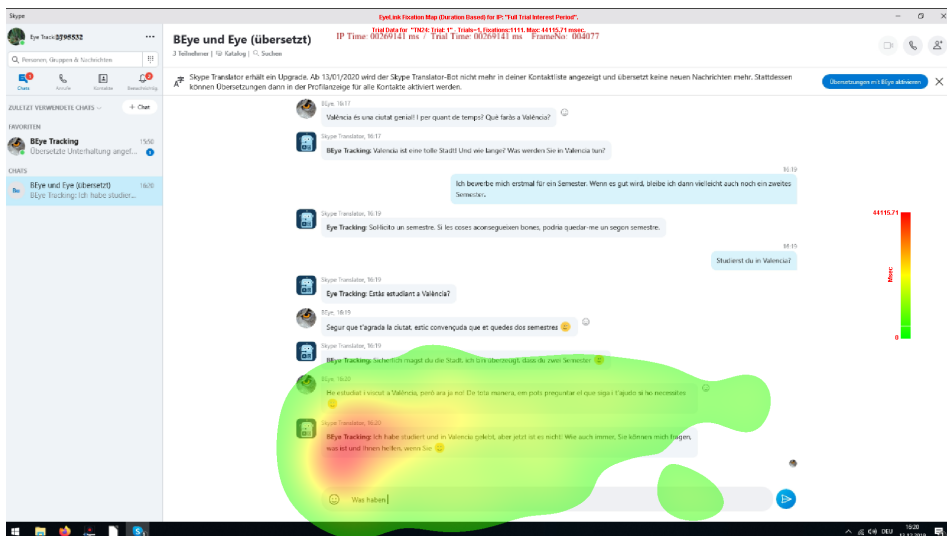 Skype
EyeLink Fixation Map (Duration Based) for IP: "Full Trial Interest Period".
Trial Data for "TN24: Trial: 1": Trials=1, Fixations:1111, Max: 44115,71 msec.
IP Time: 00269141 ms / Trial Time: 00269141 ms FrameNo: 004077
Eye Tracking
BEye und Eye (übersetzt)
3 Teilnehmer | Katalog | Suchen
Personen, Gruppen & Nachrichten
Chats
Anrufe
Kontakte
Skype Translator erhält ein Upgrade. Ab 13/01/2020 wird der Skype Translator-Bot nicht mehr in deiner Kontaktliste angezeigt und übersetzt keine neuen Nachrichten mehr. Stattdessen
können Übersetzungen dann in der Profilanzeige für alle Kontakte aktiviert werden.
Übersetzungen mit BEye aktivieren
ZULETZT VERWENDETE CHATS
+ Chat
FAVORITEN
BEye Tracking
15:50
Übersetzte Unterhaltung angef...
1
CHATS
BEye und Eye (übersetzt)
16:20
BEye Tracking: Ich habe studier...
BEye, 16:17
València és una ciutat genial! I per quant de temps? Què faràs a València?
Skype Translator, 16:17
BEye Tracking: Valencia ist eine tolle Stadt! Und wie lange? Was werden Sie in Valencia tun?
16:19
Ich bewerbe mich erstmal für ein Semester. Wenn es gut wird, bleibe ich dann vielleicht auch noch ein zweites
Semester.
Skype Translator, 16:19
Eye Tracking: Sol·licito un semestre. Si les coses aconsegueixen bones, podria quedar-me un segon semestre.
16:19
Studierst du in Valencia?
Skype Translator, 16:19
Eye Tracking: Estàs estudiant a València?
BEye, 16:19
Segur que t'agrada la ciutat, estic convençuda que et quedes dos semestres
Skype Translator, 16:19
BEye Tracking: Sicherlich magst du die Stadt, ich bin überzeugt, dass du zwei Semester
BEye, 16:20
He estudiat i viscut a València, però ara ja no! De tota manera, em pots preguntar el que siga i t'ajude si ho necessites
Skype Translator, 16:20
BEye Tracking: Ich habe studiert und in Valencia gelebt, aber jetzt ist es nicht! Wie auch immer, Sie können mich fragen,
was ist und Ihnen helfen, wenn Sie
Was haben
44115,71
Msec
0
DEU
16:20